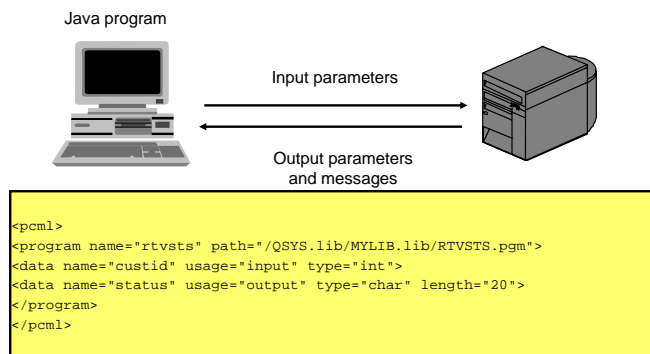 Java program
Input parameters
Output parameters
and messages
<pcml>
<program name="rtvsts" path="/QSYS.lib/MYLIB.lib/RTVSTS.pgm">
<data name="custid" usage="input" type="int">
<data name="status" usage="output" type="char" length="20">
</program>
</pcml>